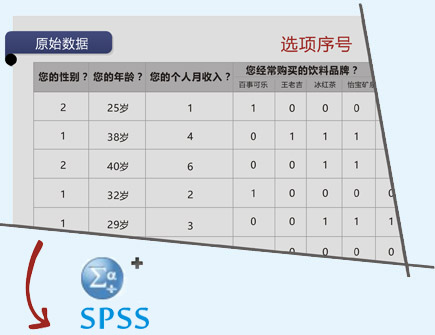 原始数据
选项序号
您的性别? 您的年龄? 您的个人月收入? 您经常购买的饮料品牌?
百事可乐 王老吉 冰红茶 怡宝矿
2 25岁 1 1 0 0 0
1 38岁 4 0 1 1 1
2 40岁 6 0 0 1 1
1 32岁 2 1 0 0 0 0
1 29岁 3 0 0 1 1 1
0 0 0 0
Σα
SPSS